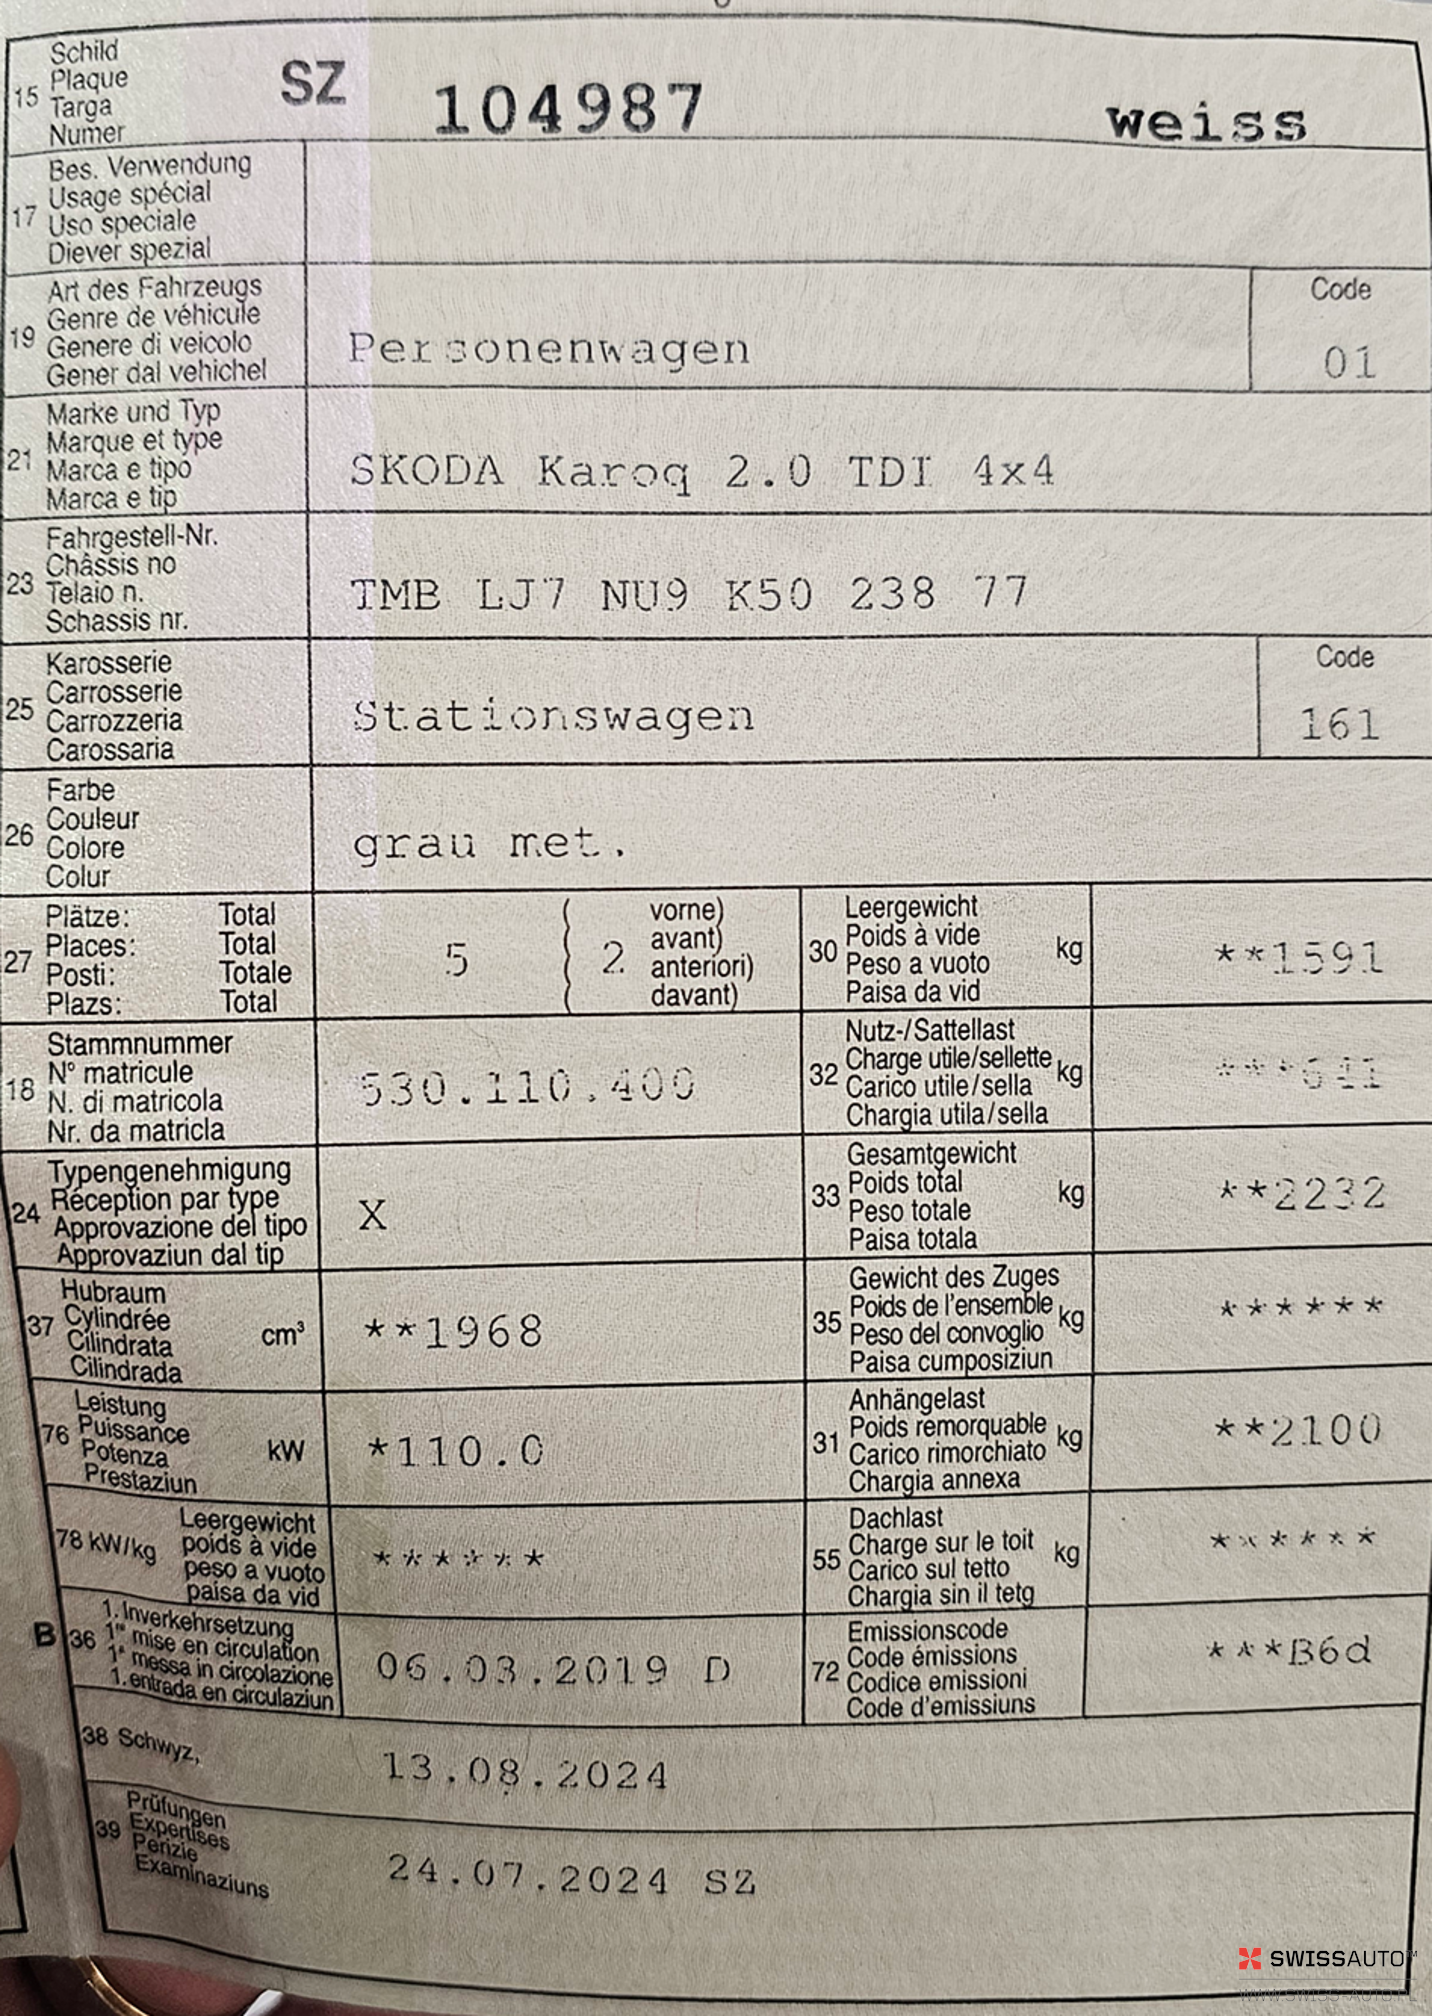 15 Schild
Plaque
Targa
Numer
SZ 104987 weiss
17 Bes. Verwendung
Usage spécial
Uso speciale
Diever spezial
19 Art des Fahrzeugs
Genre de véhicule
Genere di veicolo
Gener dal vehichel
Personenwagen
Code
01
21 Marke und Typ
Marque et type
Marca e tipo
Marca e tip
SKODA Karoq 2.0 TDI 4x4
23 Fahrgestell-Nr.
Châssis no
Telaio n.
Schassis nr.
TMB LJ7 NU9 K50 238 77
25 Karosserie
Carrosserie
Carrozzeria
Carossaria
Stationswagen
Code
161
26 Farbe
Couleur
Colore
Colur
grau met.
27 Plätze: Total
Places: Total
Posti: Totale
Plazs: Total
5 ( 2 vorne)
avant)
anteriori)
davant)
30 Leergewicht
Poids à vide
Peso a vuoto
Paisa da vid
kg
**1591
18 Stammnummer
N° matricule
N. di matricola
Nr. da matricla
530.110.400
32 Nutz-/Sattellast
Charge utile/sellette
Carico utile/sella
Chargia utila/sella
kg
***641
24 Typengenehmigung
Réception par type
Approvazione del tipo
Approvaziun dal tip
X
33 Gesamtgewicht
Poids total
Peso totale
Paisa totala
kg
**2232
37 Hubraum
Cylindrée
Cilindrata
Cilindrada
cm³
**1968
35 Gewicht des Zuges
Poids de l'ensemble
Peso del convoglio
Paisa cumposiziun
kg
******
76 Leistung
Puissance
Potenza
Prestaziun
kW
*110.0
31 Anhängelast
Poids remorquable
Carico rimorchiato
Chargia annexa
kg
**2100
78 kW/kg Leergewicht
poids à vide
peso a vuoto
paisa da vid
******
55 Dachlast
Charge sur le toit
Carico sul tetto
Chargia sin il tetg
kg
******
B 36 1. Inverkehrsetzung
1re mise en circulation
1a messa in circolazione
1. entrada en circulaziun
06.03.2019 D
72 Emissionscode
Code émissions
Codice emissioni
Code d'emissiuns
***B6d
38 Schwyz,
13.08.2024
39 Prüfungen
Expertises
Perizie
Examinaziuns
24.07.2024 SZ
SWISSAUTO™